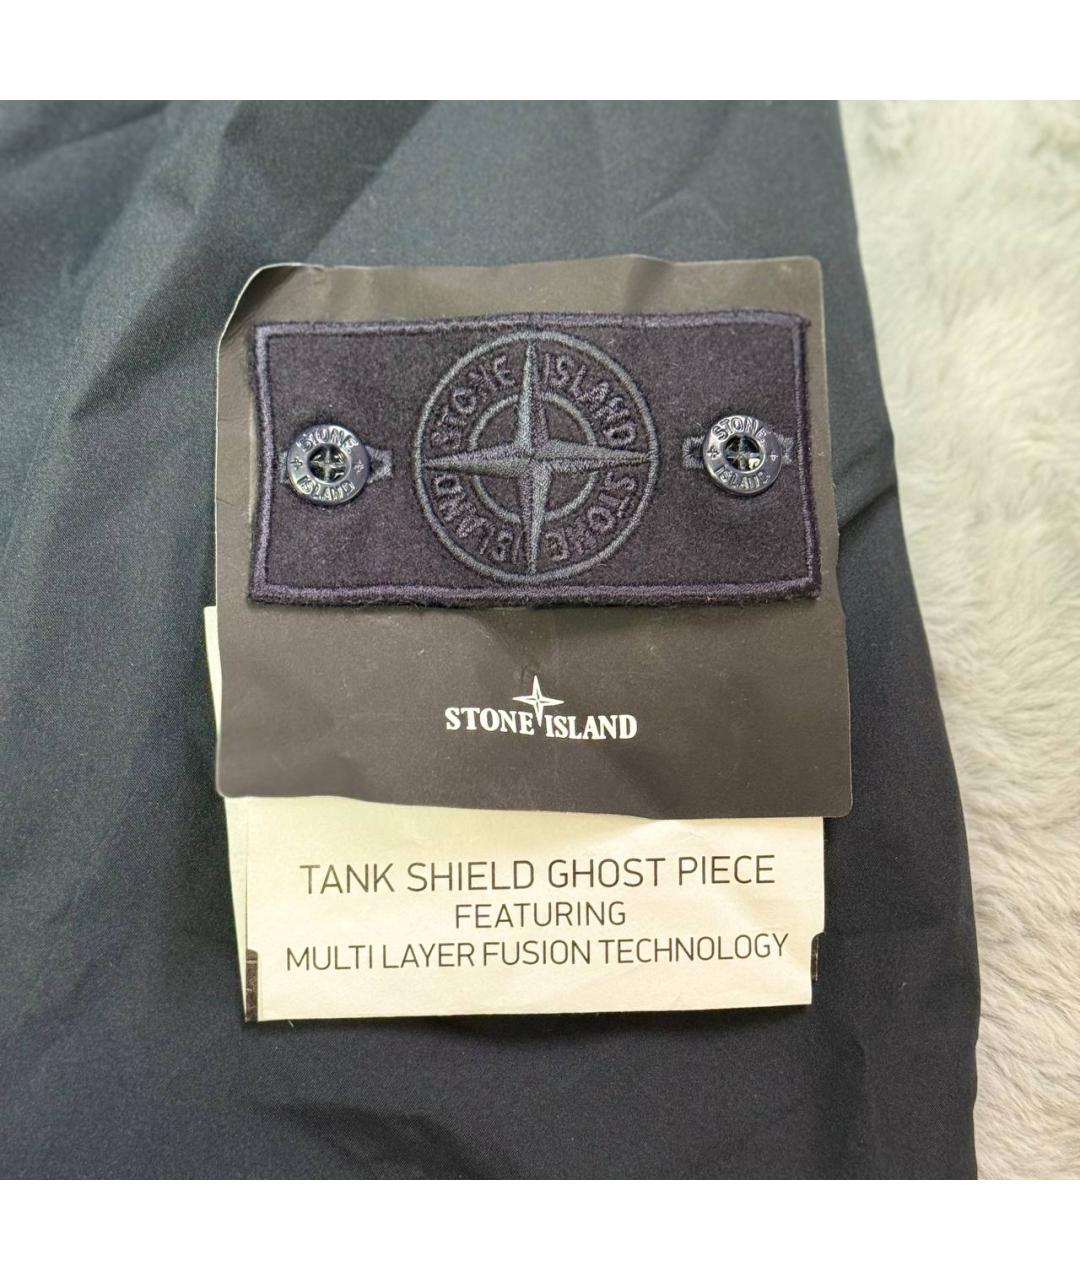 STONE ISLAND
STONE ISLAND
STONE ISLAND
STONE ISLAND
STONE ISLAND
TANK SHIELD GHOST PIECE
FEATURING
MULTI LAYER FUSION TECHNOLOGY